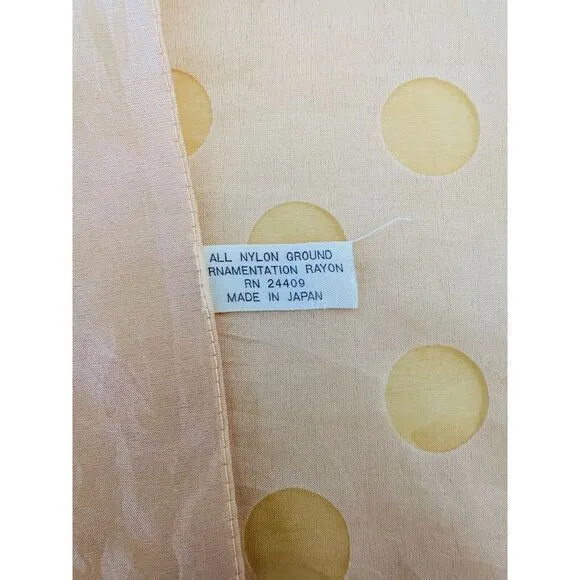 ALL NYLON GROUND
RNAMENTATION RAYON
RN 24409
MADE IN JAPAN